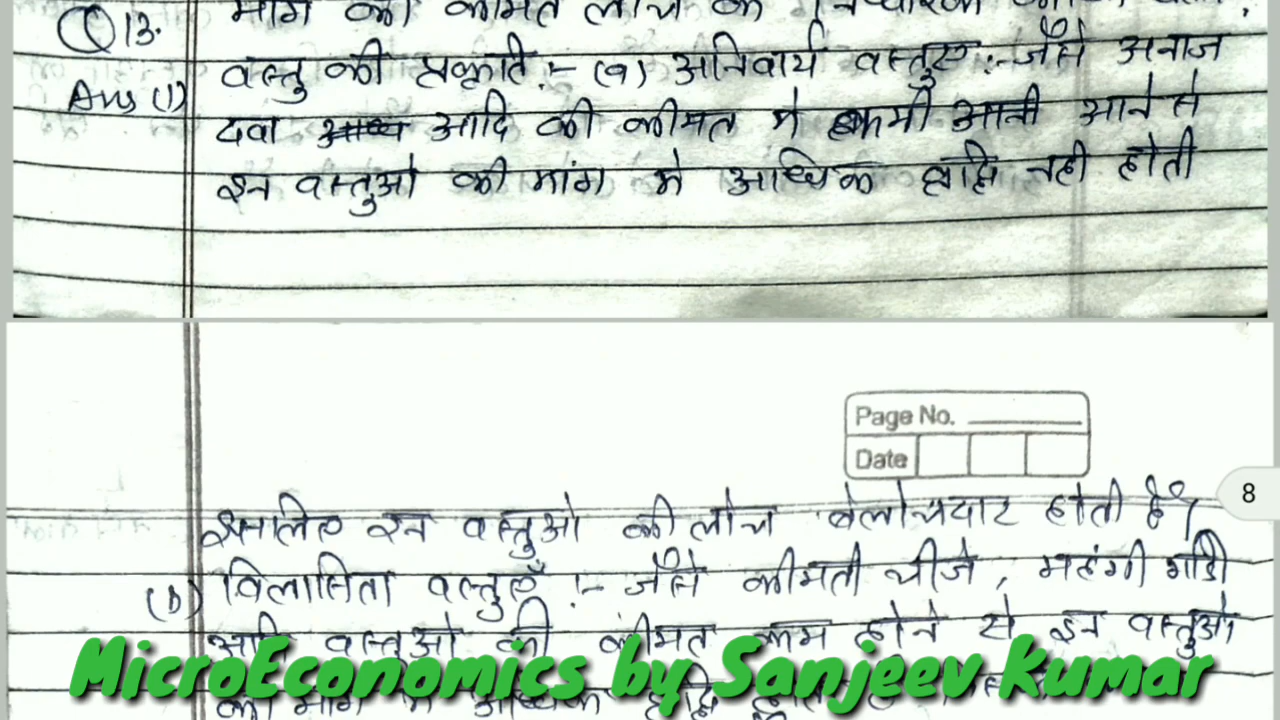 Q13. मांग की कीमत लोच के
Ans (1) वस्तु की प्रकृति :- (a) अनिवार्य वस्तुएं :- जैसे अनाज
दवा आदि की कीमत में कमी आने से
इन वस्तुओ की मांग मे अधिक वृद्धि नही होती
Page No.
Date
8
इसलिए इन वस्तुओ की लोच बेलोचदार होती है।
(b) विलासिता वस्तुएँ :- जैसे कीमती चीजे, महंगी गाडी
आदि वस्तुओ की कीमत कम होने से इन वस्तुओ
की मांग में अधिक वृद्धि
MicroEconomics by Sanjeev Kumar